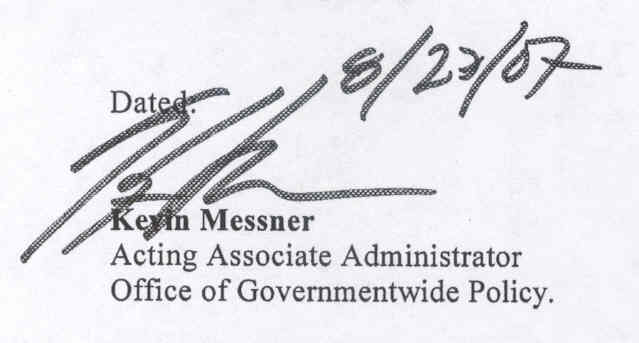 Dated: 8/23/07
Kevin Messner
Acting Associate Administrator
Office of Governmentwide Policy.